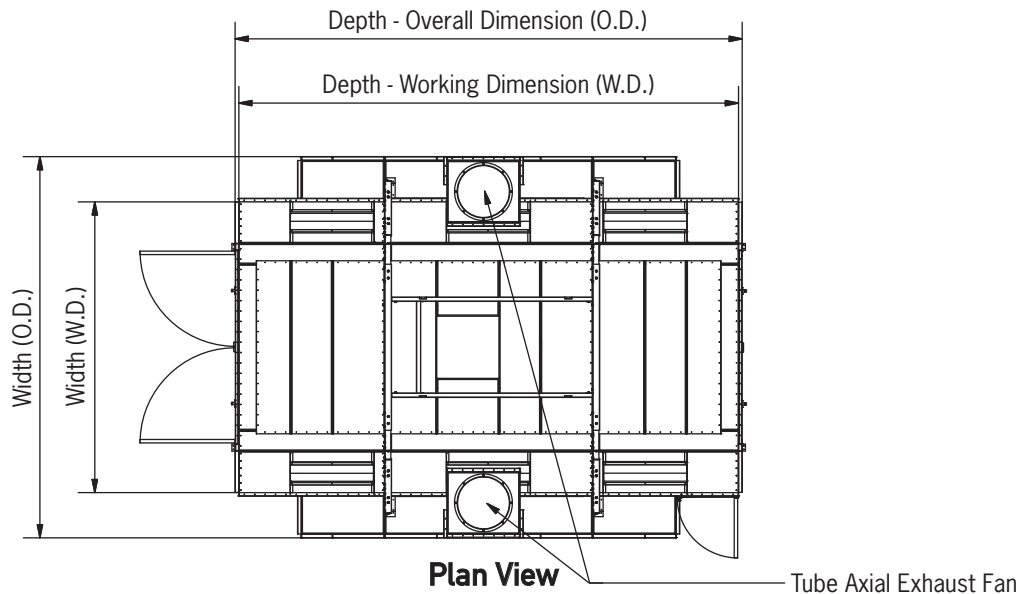 Depth - Overall Dimension (O.D.)
Depth - Working Dimension (W.D.)
Width (O.D.)
Width (W.D.)
Plan View
Tube Axial Exhaust Fan